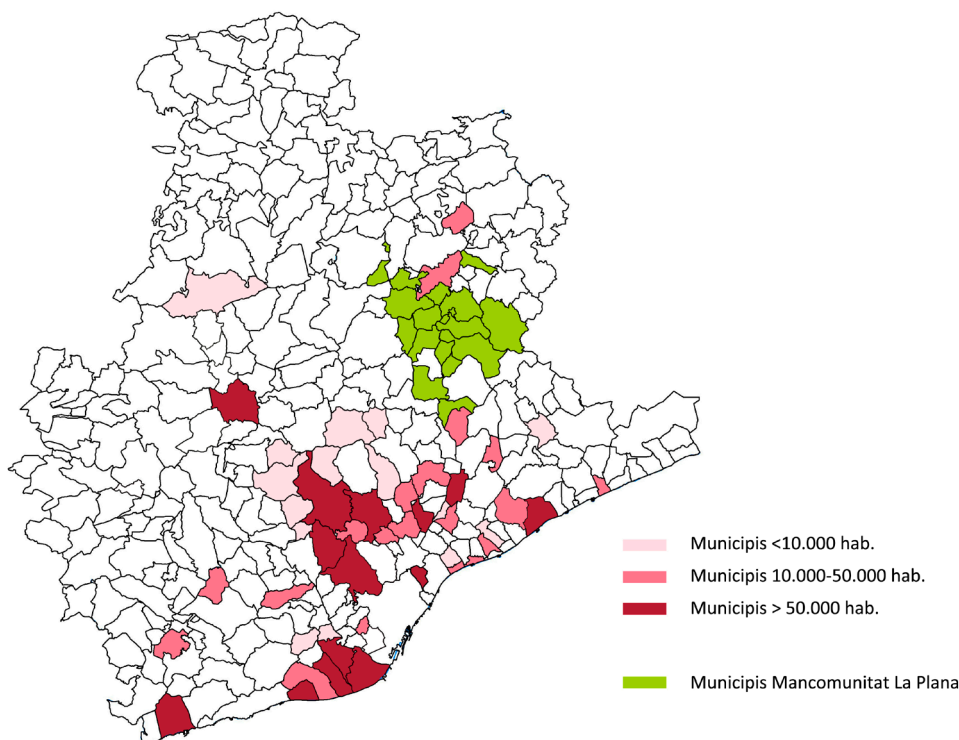 Municipis <10.000 hab.
Municipis 10.000-50.000 hab.
Municipis > 50.000 hab.
Municipis Mancomunitat La Plana